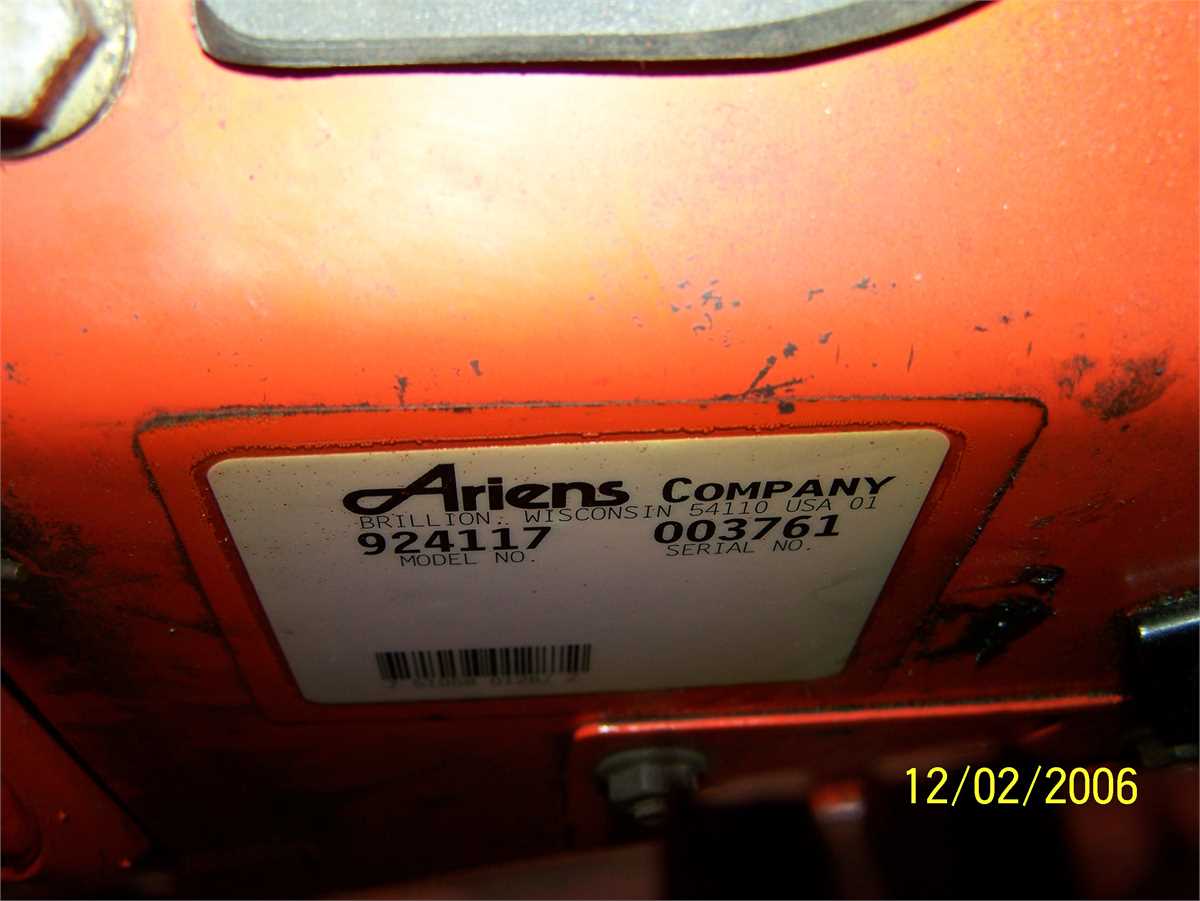 Ariens COMPANY
BRILLION, WISCONSIN 54110 USA 01
924117 003761
MODEL NO. SERIAL NO.
12/02/2006